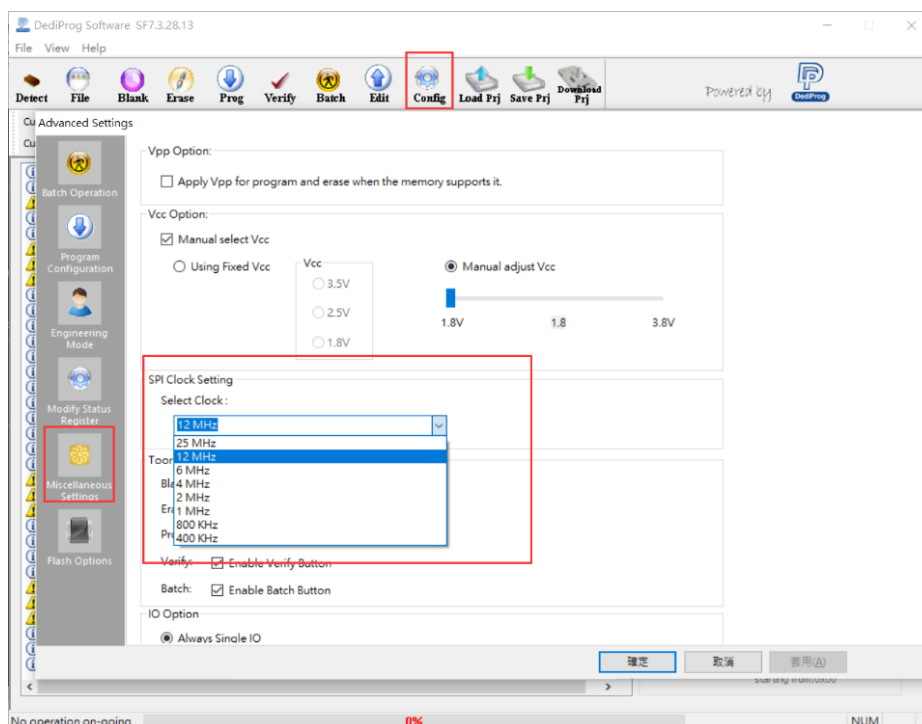 DediProg Software SF7.3.28.13
File View Help
Detect File Blank Erase Prog Verify Batch Edit Config Load Prj Save Prj Download Prj
Powered by DediProg
Cu
Advanced Settings
Cu
Batch Operation
Program Configuration
Engineering Mode
Modify Status Register
Miscellaneous Settings
Flash Options
Vpp Option:
Apply Vpp for program and erase when the memory supports it.
Vcc Option:
Manual select Vcc
Using Fixed Vcc
Vcc
3.5V
2.5V
1.8V
Manual adjust Vcc
1.8V 1.8 3.8V
SPI Clock Setting
Select Clock :
12 MHz
25 MHz
12 MHz
6 MHz
4 MHz
2 MHz
1 MHz
800 KHz
400 KHz
Verify: Enable Verify Button
Batch: Enable Batch Button
IO Option
Always Single IO
確定 取消 套用(A)
starting from:0x00
No operation on-going 0% NUM